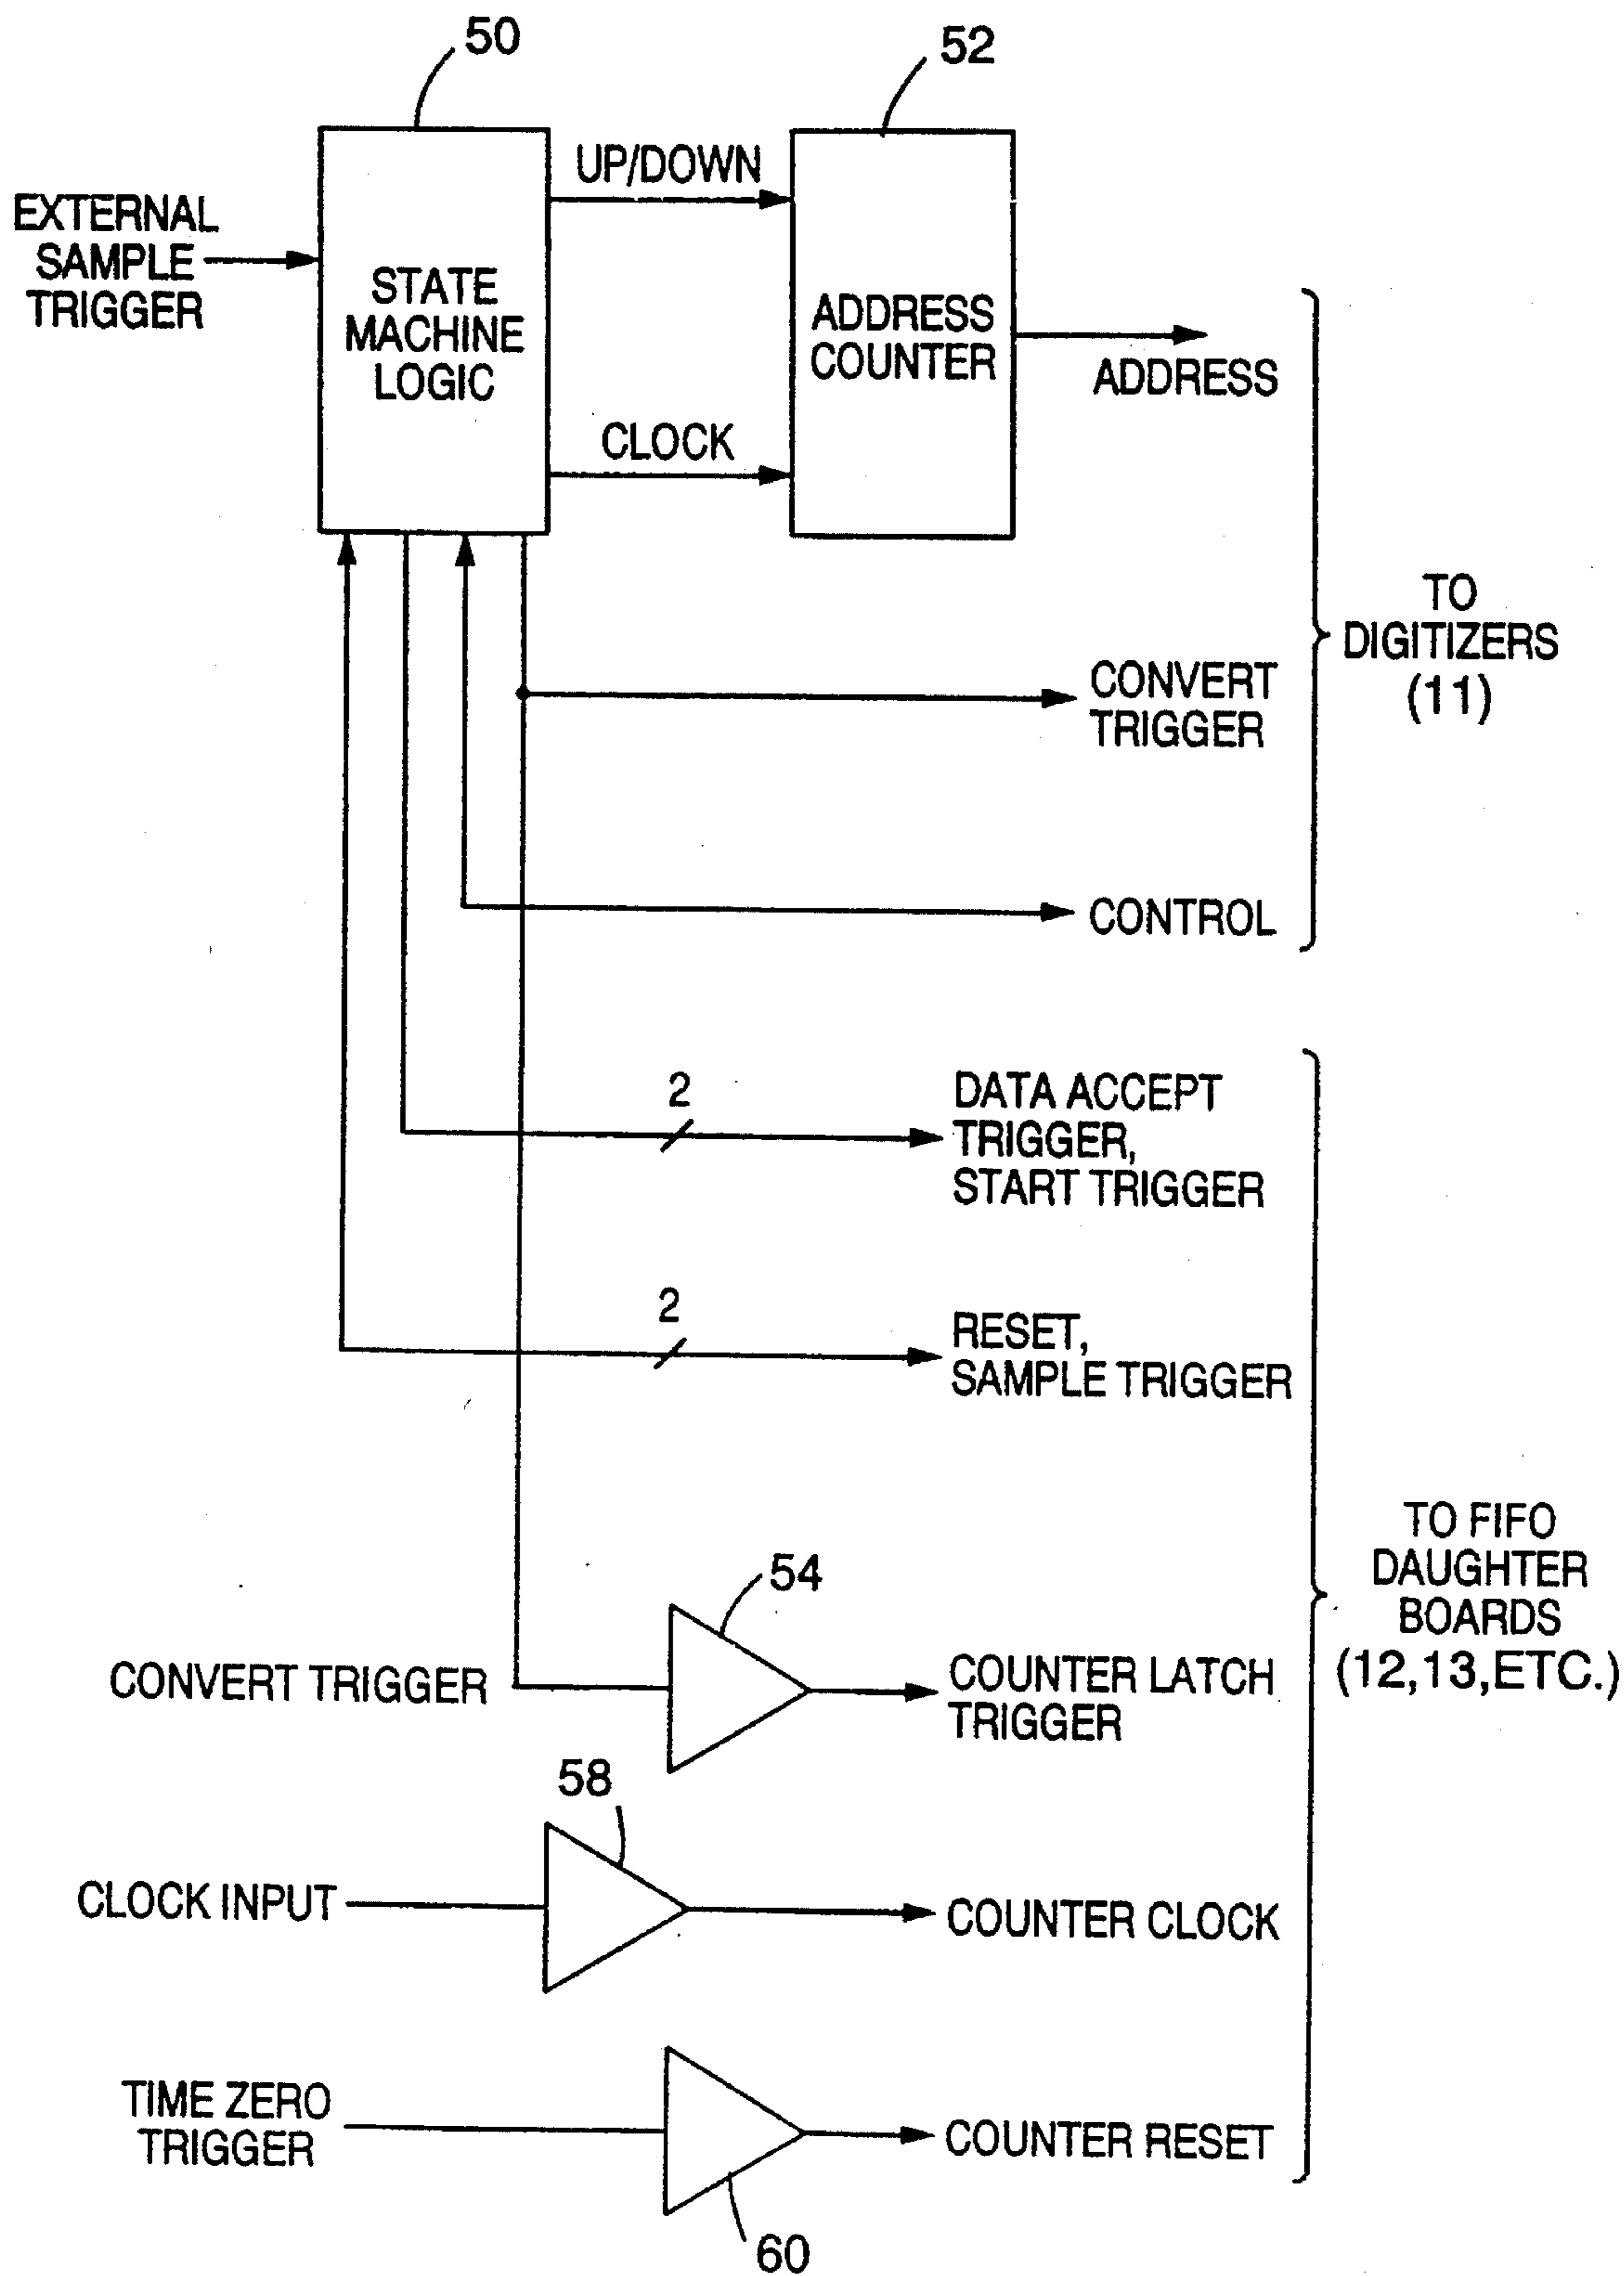 50
52
UP/DOWN
EXTERNAL
SAMPLE
TRIGGER
STATE
MACHINE
LOGIC
ADDRESS
COUNTER
ADDRESS
CLOCK
TO
DIGITIZERS
(11)
CONVERT
TRIGGER
CONTROL
2
DATA ACCEPT
TRIGGER,
START TRIGGER
2
RESET,
SAMPLE TRIGGER
TO FIFO
DAUGHTER
BOARDS
(12,13,ETC.)
54
CONVERT TRIGGER
COUNTER LATCH
TRIGGER
58
CLOCK INPUT
COUNTER CLOCK
TIME ZERO
TRIGGER
COUNTER RESET
60